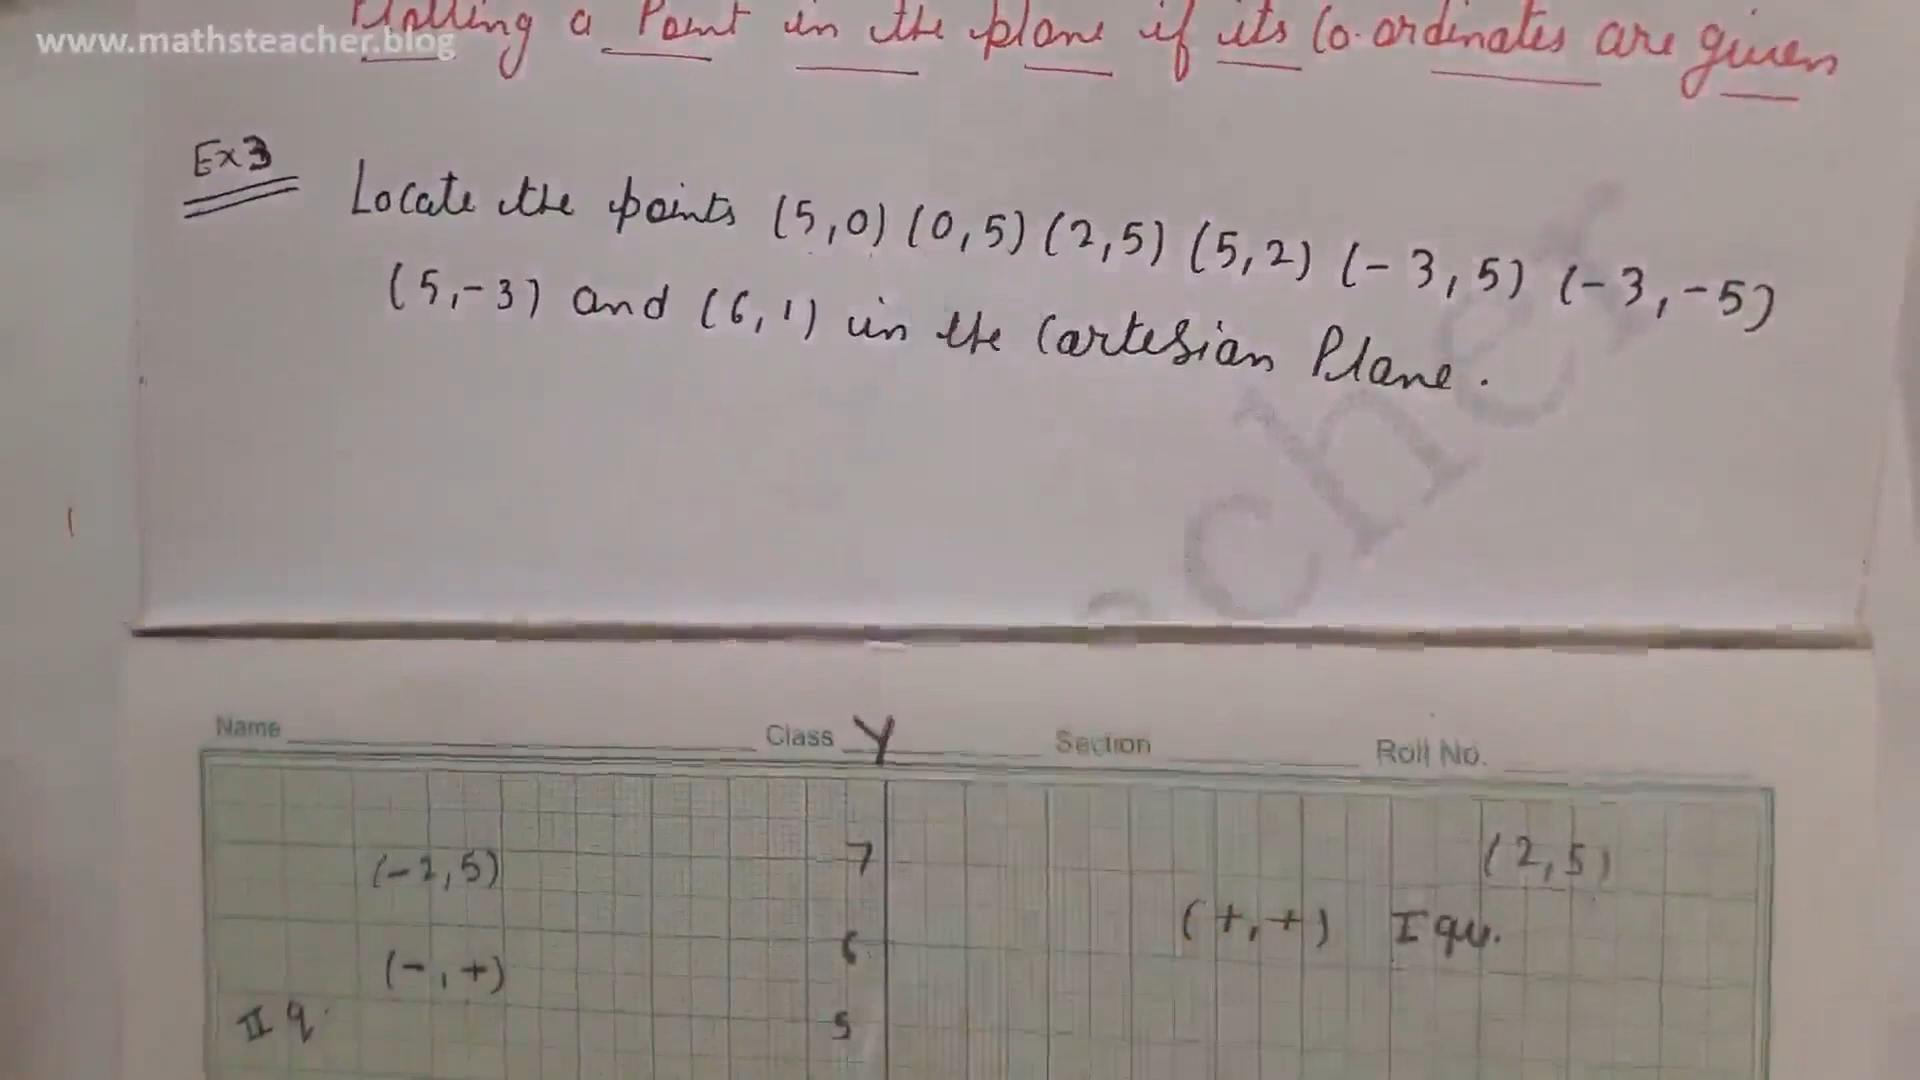 www.mathsteacher.blog
Plotting a Point in the plane if its Co-ordinates are given
Ex3
Locate the points (5,0) (0,5) (2,5) (5,2) (-3,5) (-3,-5)
(5,-3) and (6,1) in the Cartesian Plane.
Name Class Y Section Roll No.
(-2,5) 7 (2,5)
(+,+) I qu.
(-,+) 6
II q. 5